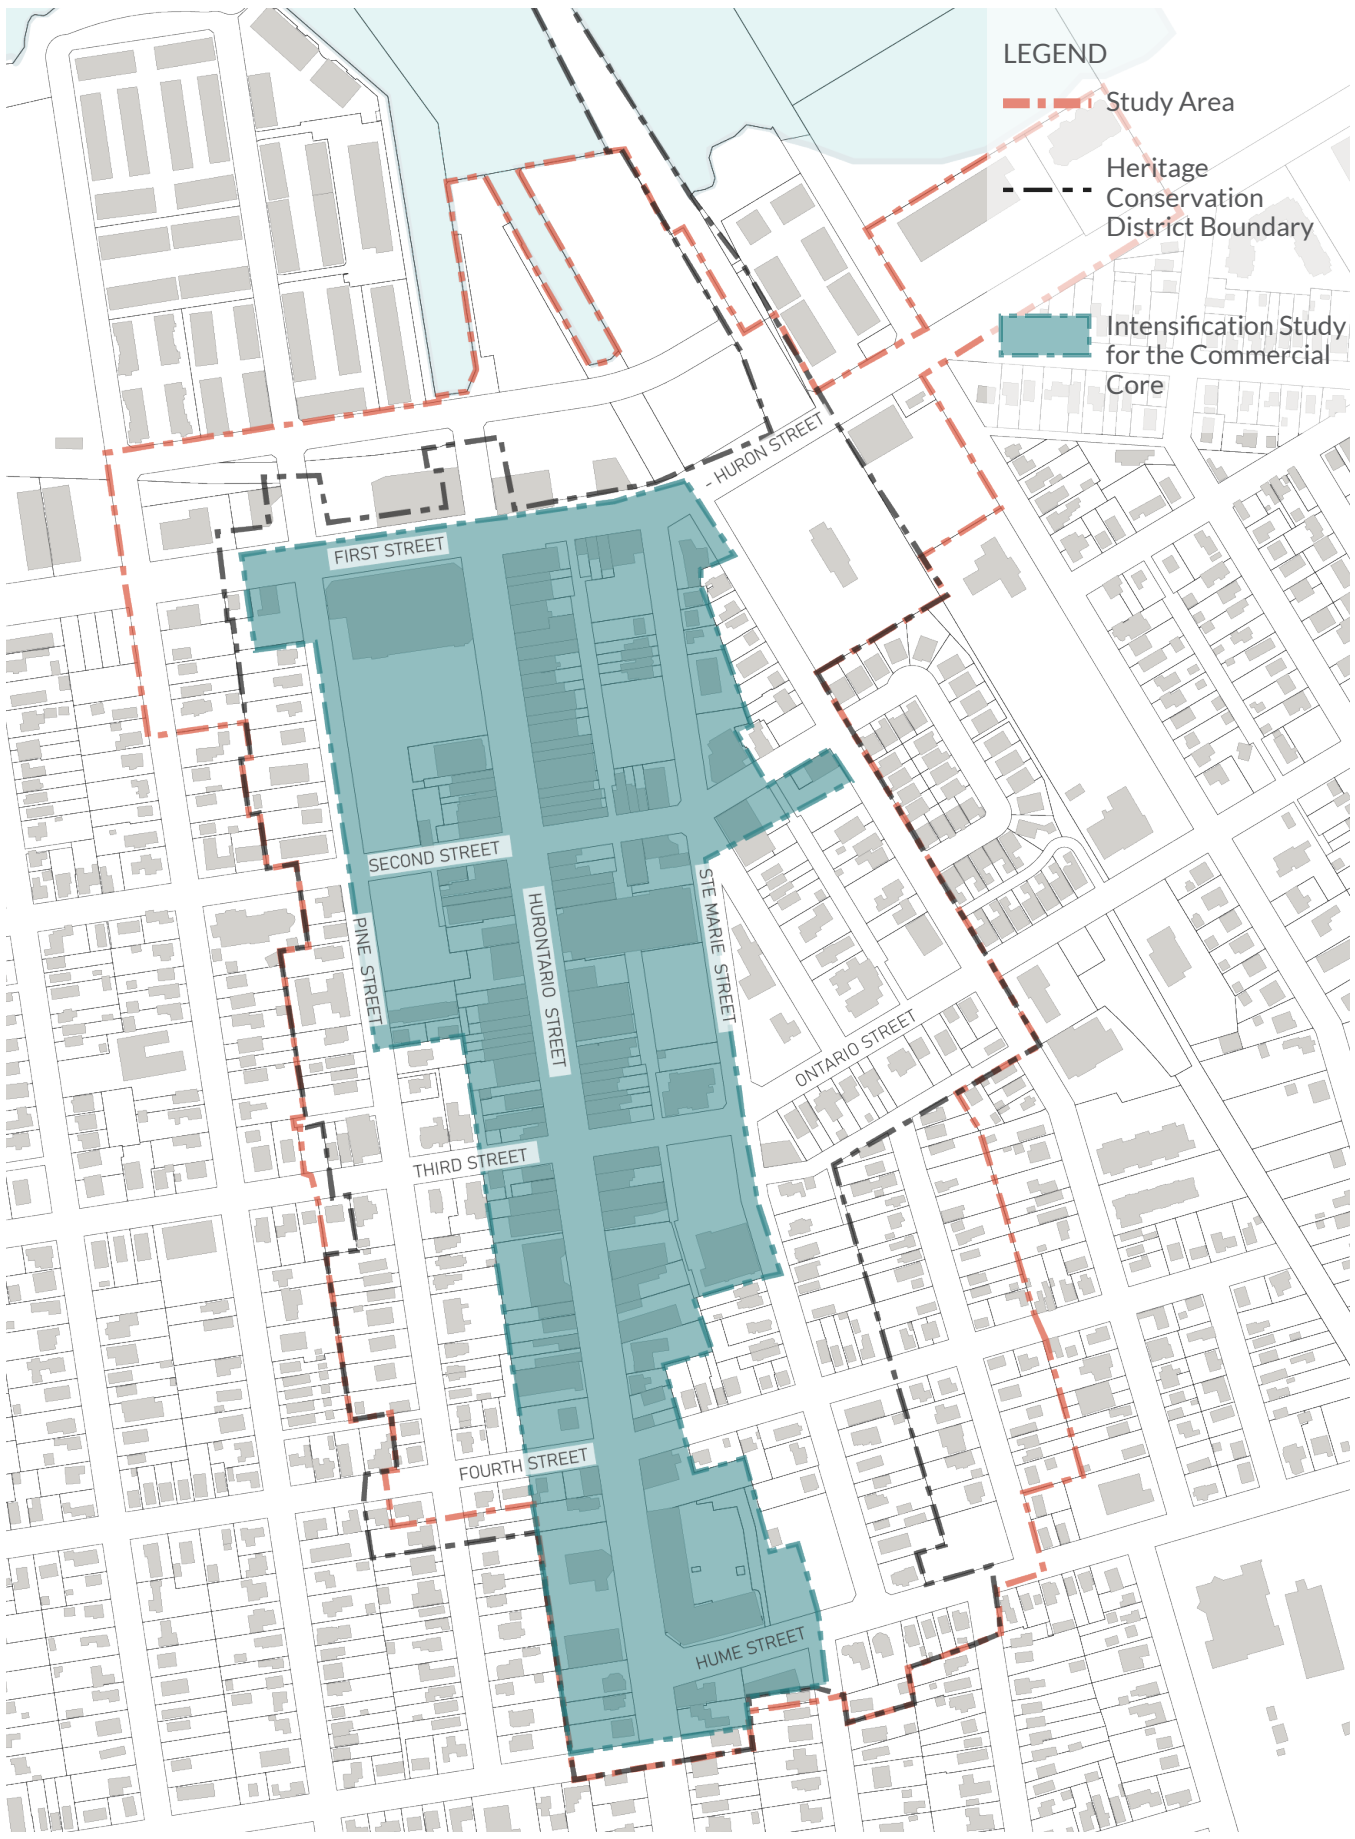 LEGEND
Study Area
Heritage
Conservation
District Boundary
Intensification Study
for the Commercial
Core
HURON STREET
FIRST STREET
SECOND STREET
PINE STREET
HURONTARIO STREET
STE MARIE STREET
ONTARIO STREET
THIRD STREET
FOURTH STREET
HUME STREET